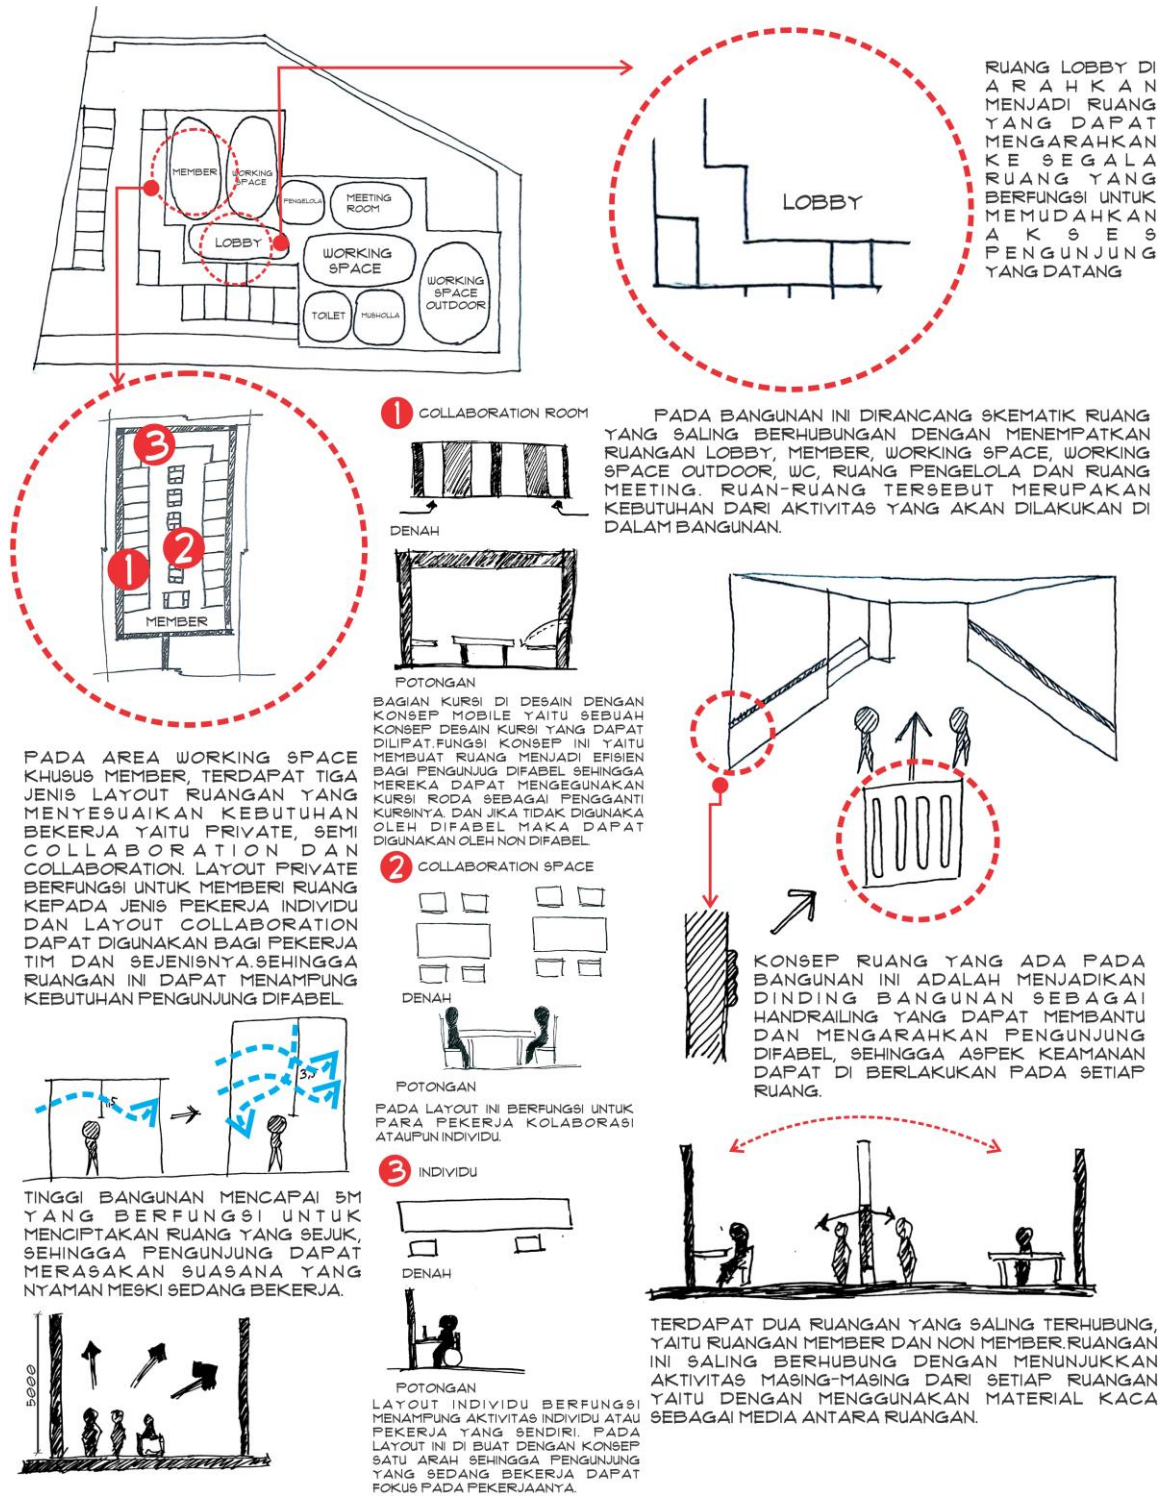 MEMBER
WORKING
SPACE
PENGELOLA
MEETING
ROOM
LOBBY
WORKING
SPACE
WORKING
SPACE
OUTDOOR
TOILET
MUSHOLLA
LOBBY
RUANG LOBBY DI
ARAHKAN
MENJADI RUANG
YANG DAPAT
MENGARAHKAN
KE SEGALA
RUANG YANG
BERFUNGSI UNTUK
MEMUDAHKAN
AKSES
PENGUNJUNG
YANG DATANG
3
2
1
MEMBER
PADA AREA WORKING SPACE
KHUSUS MEMBER, TERDAPAT TIGA
JENIS LAYOUT RUANGAN YANG
MENYESUAIKAN KEBUTUHAN
BEKERJA YAITU PRIVATE, SEMI
COLLABORATION DAN
COLLABORATION. LAYOUT PRIVATE
BERFUNGSI UNTUK MEMBERI RUANG
KEPADA JENIS PEKERJA INDIVIDU
DAN LAYOUT COLLABORATION
DAPAT DIGUNAKAN BAGI PEKERJA
TIM DAN SEJENISNYA.SEHINGGA
RUANGAN INI DAPAT MENAMPUNG
KEBUTUHAN PENGUNJUNG DIFABEL.
TINGGI BANGUNAN MENCAPAI 5M
YANG BERFUNGSI UNTUK
MENCIPTAKAN RUANG YANG SEJUK,
SEHINGGA PENGUNJUNG DAPAT
MERASAKAN SUASANA YANG
NYAMAN MESKI SEDANG BEKERJA.
5000
1 COLLABORATION ROOM
DENAH
POTONGAN
BAGIAN KURSI DI DESAIN DENGAN
KONSEP MOBILE YAITU SEBUAH
KONSEP DESAIN KURSI YANG DAPAT
DILIPAT.FUNGSI KONSEP INI YAITU
MEMBUAT RUANG MENJADI EFISIEN
BAGI PENGUNJUG DIFABEL SEHINGGA
MEREKA DAPAT MENGEGUNAKAN
KURSI RODA SEBAGAI PENGGANTI
KURSINYA. DAN JIKA TIDAK DIGUNAKA
OLEH DIFABEL MAKA DAPAT
DIGUNAKAN OLEH NON DIFABEL.
2 COLLABORATION SPACE
DENAH
POTONGAN
PADA LAYOUT INI BERFUNGSI UNTUK
PARA PEKERJA KOLABORASI
ATAUPUN INDIVIDU.
3 INDIVIDU
DENAH
POTONGAN
LAYOUT INDIVIDU BERFUNGSI
MENAMPUNG AKTIVITAS INDIVIDU ATAU
PEKERJA YANG SENDIRI. PADA
LAYOUT INI DI BUAT DENGAN KONSEP
SATU ARAH SEHINGGA PENGUNJUNG
YANG SEDANG BEKERJA DAPAT
FOKUS PADA PEKERJAANYA.
PADA BANGUNAN INI DIRANCANG SKEMATIK RUANG
YANG SALING BERHUBUNGAN DENGAN MENEMPATKAN
RUANGAN LOBBY, MEMBER, WORKING SPACE, WORKING
SPACE OUTDOOR, WC, RUANG PENGELOLA DAN RUANG
MEETING. RUAN-RUANG TERSEBUT MERUPAKAN
KEBUTUHAN DARI AKTIVITAS YANG AKAN DILAKUKAN DI
DALAM BANGUNAN.
KONSEP RUANG YANG ADA PADA
BANGUNAN INI ADALAH MENJADIKAN
DINDING BANGUNAN SEBAGAI
HANDRAILING YANG DAPAT MEMBANTU
DAN MENGARAHKAN PENGUNJUNG
DIFABEL, SEHINGGA ASPEK KEAMANAN
DAPAT DI BERLAKUKAN PADA SETIAP
RUANG.
TERDAPAT DUA RUANGAN YANG SALING TERHUBUNG,
YAITU RUANGAN MEMBER DAN NON MEMBER.RUANGAN
INI SALING BERHUBUNG DENGAN MENUNJUKKAN
AKTIVITAS MASING-MASING DARI SETIAP RUANGAN
YAITU DENGAN MENGGUNAKAN MATERIAL KACA
SEBAGAI MEDIA ANTARA RUANGAN.